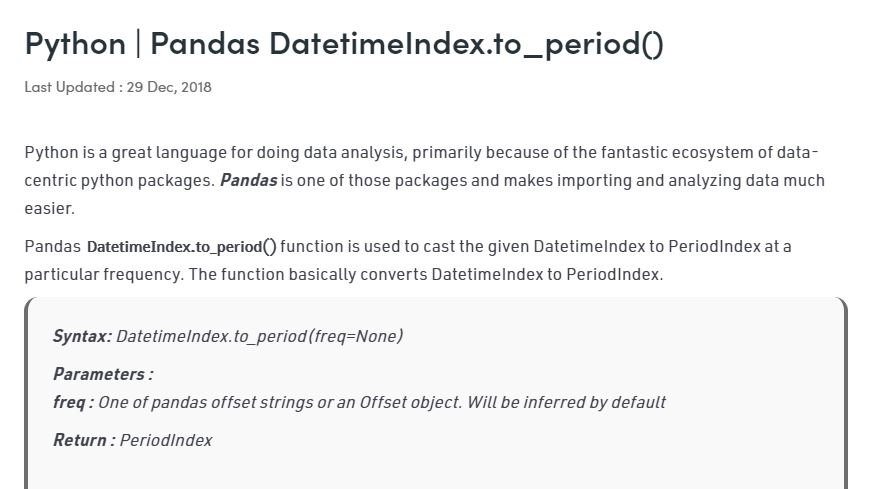 Python | Pandas DatetimeIndex.to_period()
Last Updated : 29 Dec, 2018
Python is a great language for doing data analysis, primarily because of the fantastic ecosystem of data-
centric python packages. Pandas is one of those packages and makes importing and analyzing data much
easier.
Pandas DatetimeIndex.to_period() function is used to cast the given DatetimeIndex to PeriodIndex at a
particular frequency. The function basically converts DatetimeIndex to PeriodIndex.
Syntax: DatetimeIndex.to_period(freq=None)
Parameters :
freq : One of pandas offset strings or an Offset object. Will be inferred by default
Return : PeriodIndex